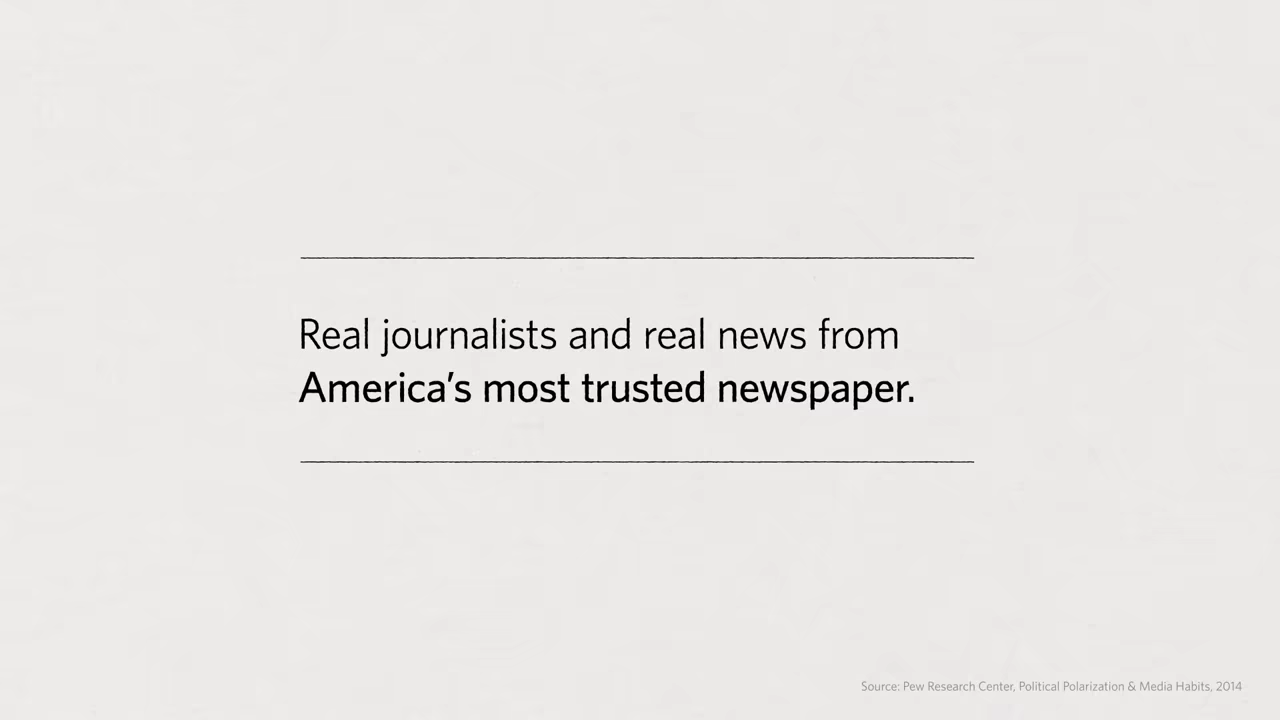 Real journalists and real news from
America’s most trusted newspaper.
Source: Pew Research Center, Political Polarization & Media Habits, 2014